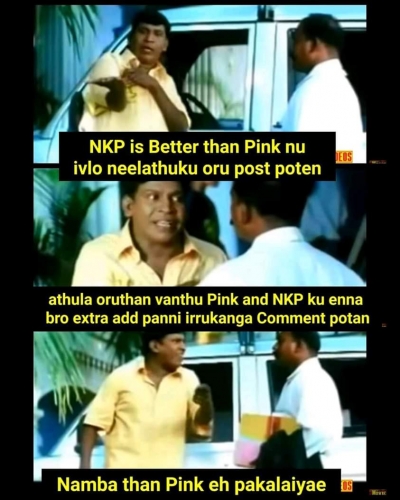 NKP is Better than Pink nu
ivlo neelathuku oru post poten
athula oruthan vanthu Pink and NKP ku enna
bro extra add panni irrukanga Comment potan
Namba than Pink eh pakalaiyae